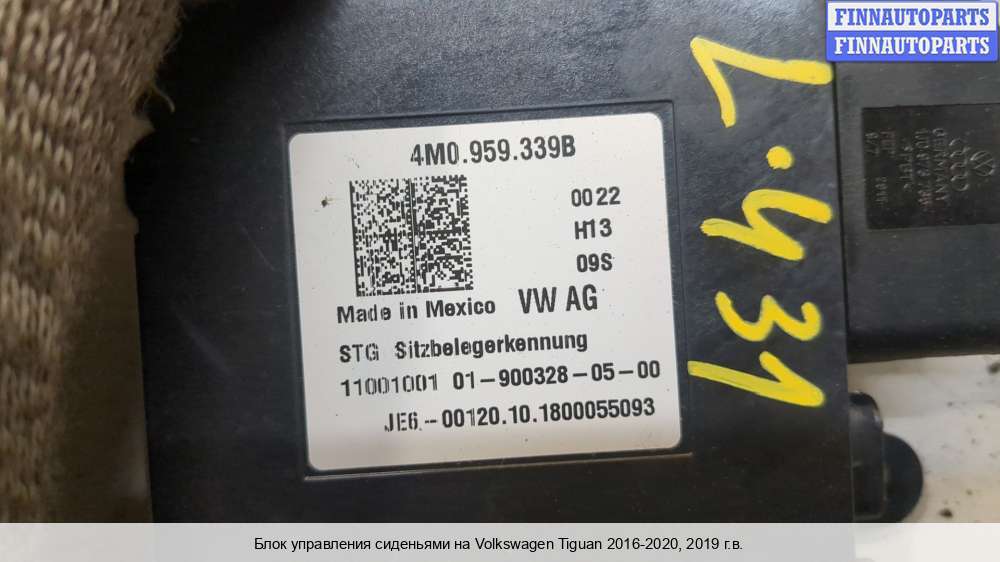 FINNAUTOPARTS
FINNAUTOPARTS
4M0.959.339B
0022
H13
09S
Made in Mexico VW AG
STG Sitzbelegerkennung
11001001 01-900328-05-00
JE6.-00120.10.1800055093
L.431
GERMANY
Блок управления сиденьями на Volkswagen Tiguan 2016-2020, 2019 г.в.